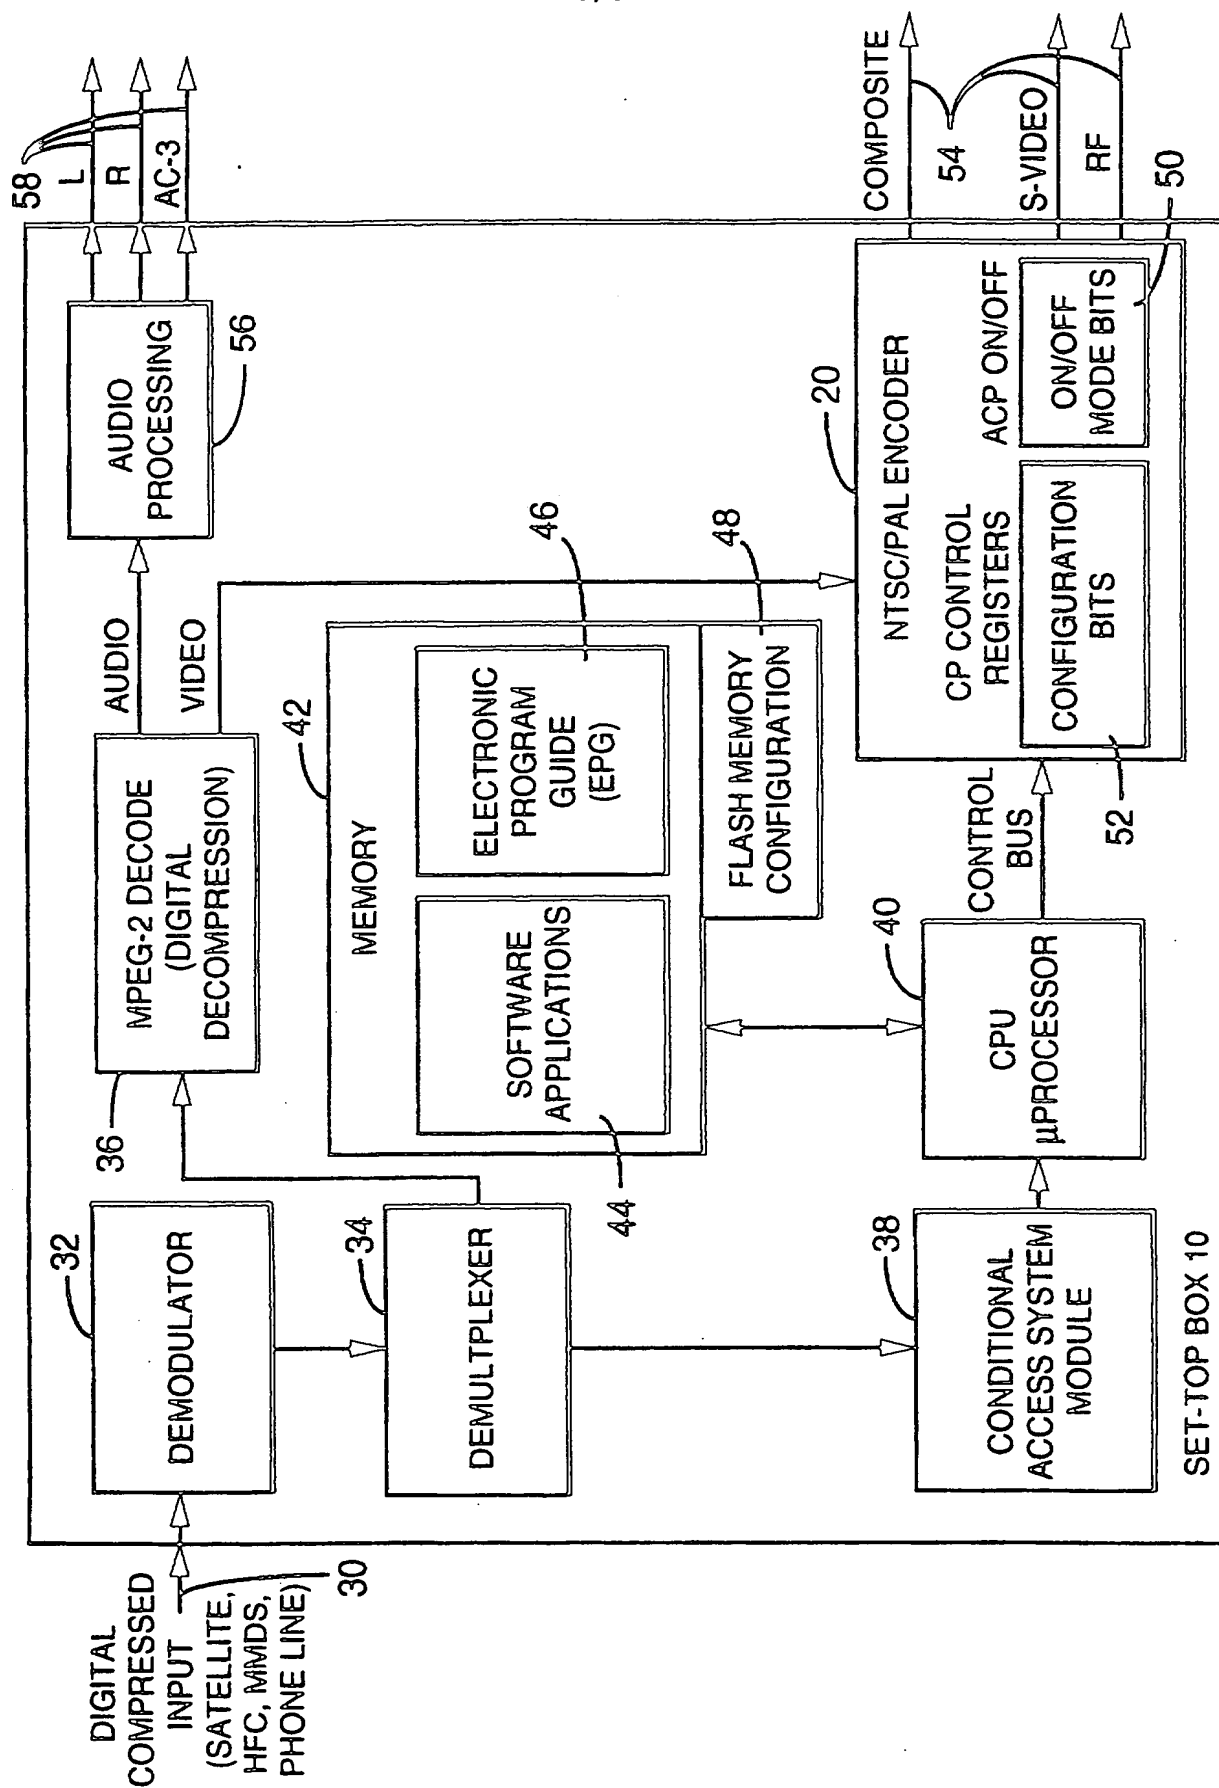 DIGITAL
COMPRESSED
INPUT
(SATELLITE,
HFC, MMDS,
PHONE LINE)
30
32
DEMODULATOR
34
DEMULTPLEXER
36
MPEG-2 DECODE
(DIGITAL
DECOMPRESSION)
AUDIO
VIDEO
AUDIO
PROCESSING
56
58
L
R
AC-3
42
MEMORY
SOFTWARE
APPLICATIONS
44
ELECTRONIC
PROGRAM
GUIDE
(EPG)
46
FLASH MEMORY
CONFIGURATION
48
38
CONDITIONAL
ACCESS SYSTEM
MODULE
40
CPU
µPROCESSOR
CONTROL
BUS
20
NTSC/PAL ENCODER
CP CONTROL
REGISTERS
ACP ON/OFF
CONFIGURATION
BITS
52
ON/OFF
MODE BITS
50
COMPOSITE
54
S-VIDEO
RF
SET-TOP BOX 10